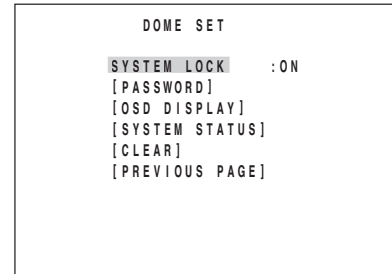 DOME SET
SYSTEM LOCK :ON
[PASSWORD]
[OSD DISPLAY]
[SYSTEM STATUS]
[CLEAR]
[PREVIOUS PAGE]